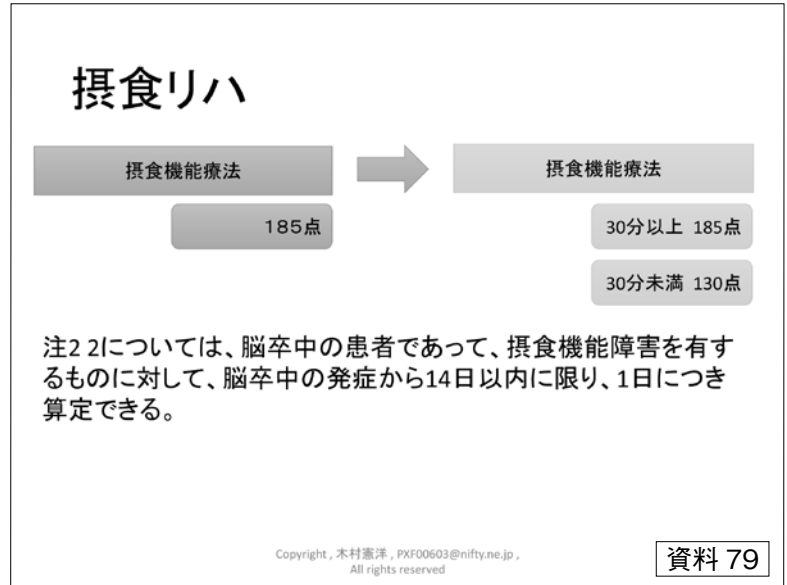 摂食リハ
摂食機能療法
185点
摂食機能療法
30分以上 185点
30分未満 130点
注2 2については、脳卒中の患者であって、摂食機能障害を有す
るものに対して、脳卒中の発症から14日以内に限り、1日につき
算定できる。
Copyright , 木村憲洋 , PXF00603@nifty.ne.jp ,
All rights reserved
資料 79